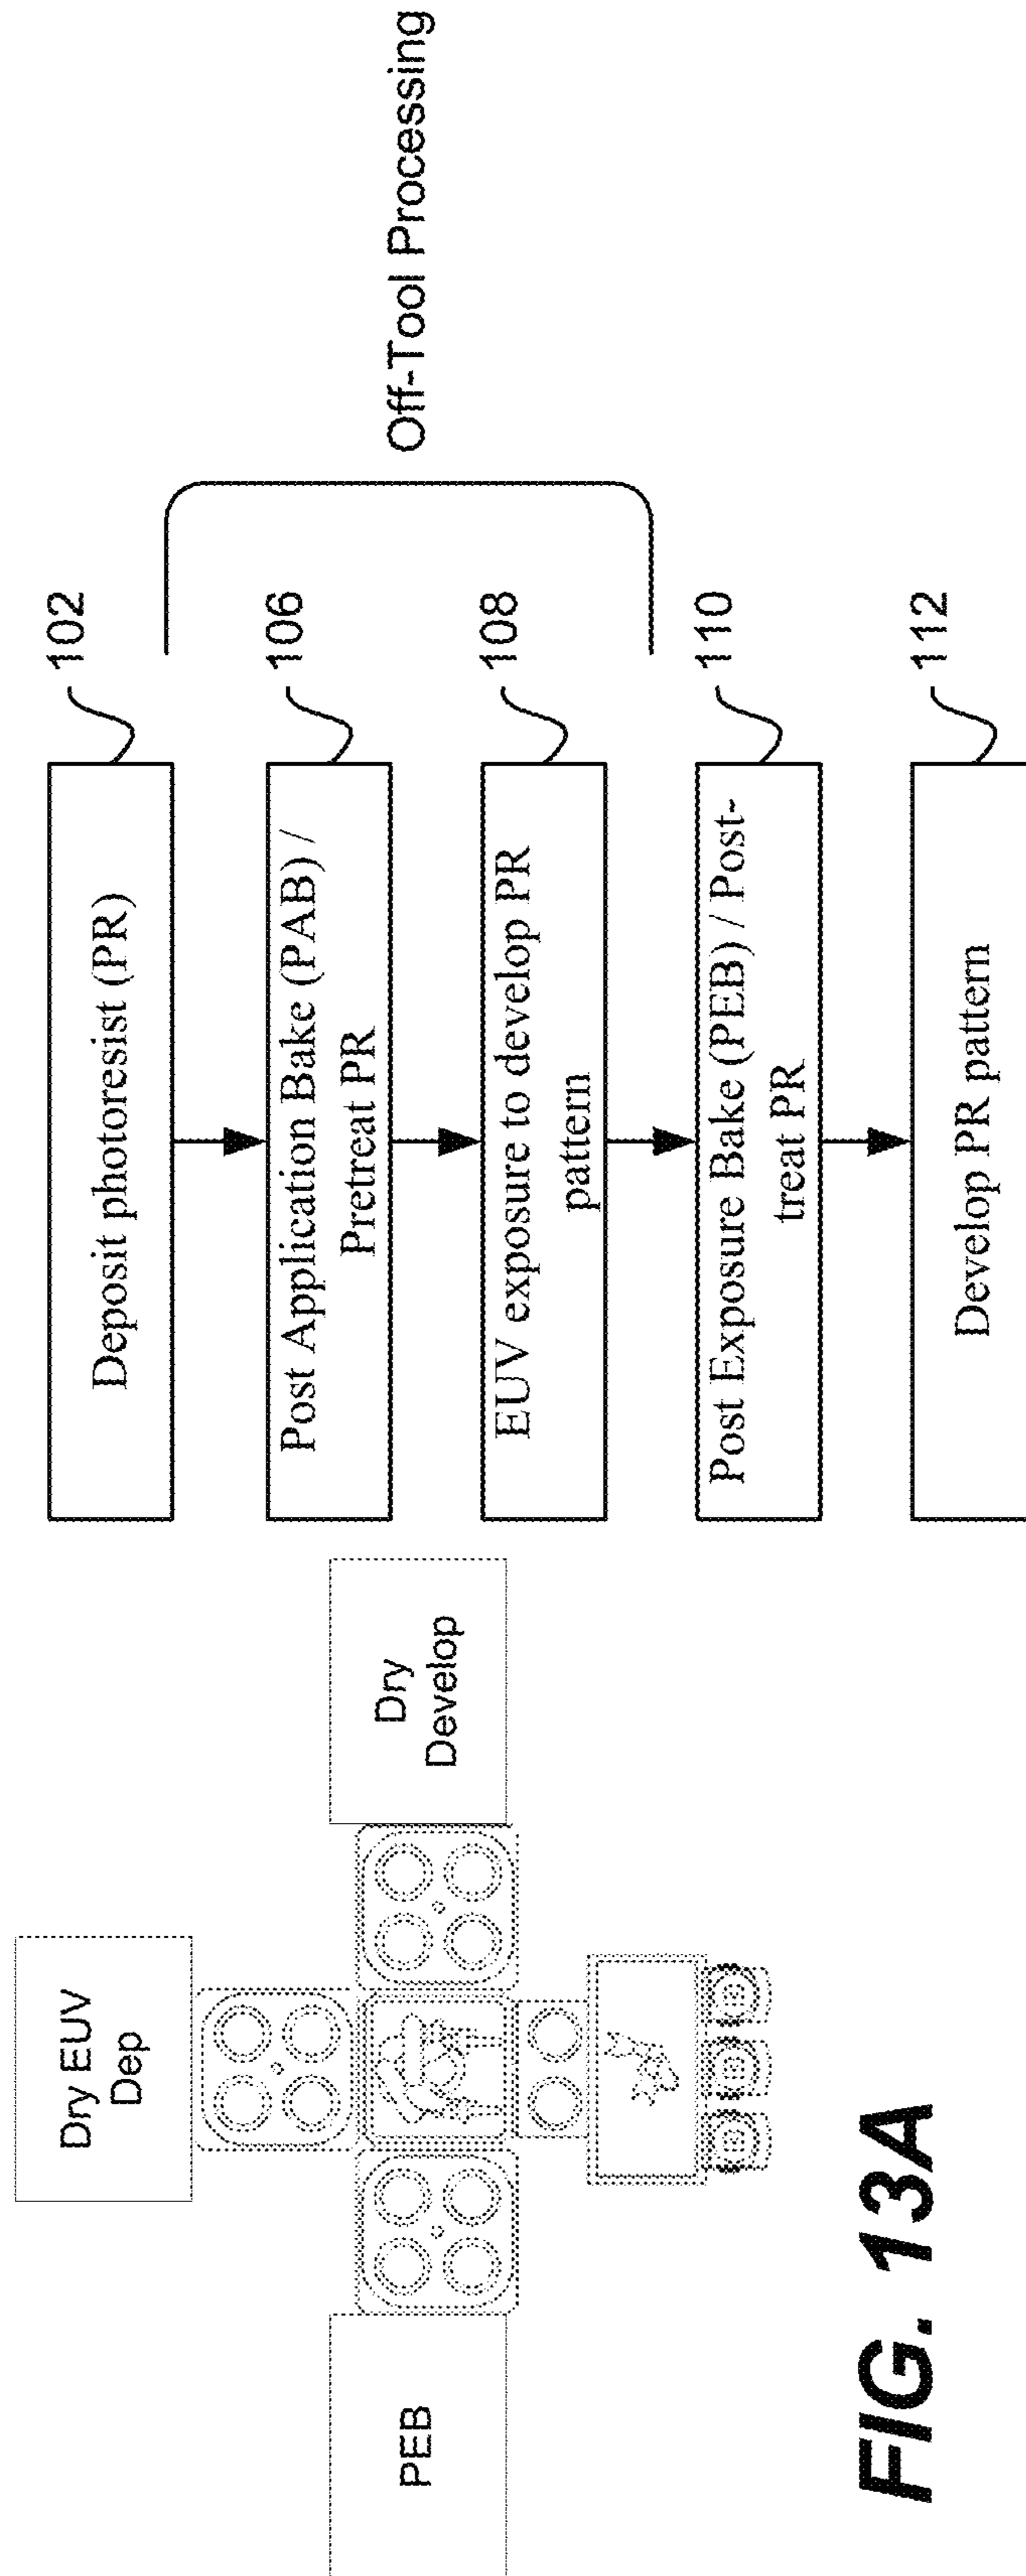 Dry EUV
Dep
PEB
Dry
Develop
FIG. 13A
Deposit photoresist (PR)
102
Post Application Bake (PAB) /
Pretreat PR
106
EUV exposure to develop PR
pattern
108
Post Exposure Bake (PEB) / Post-
treat PR
110
Develop PR pattern
112
Off-Tool Processing